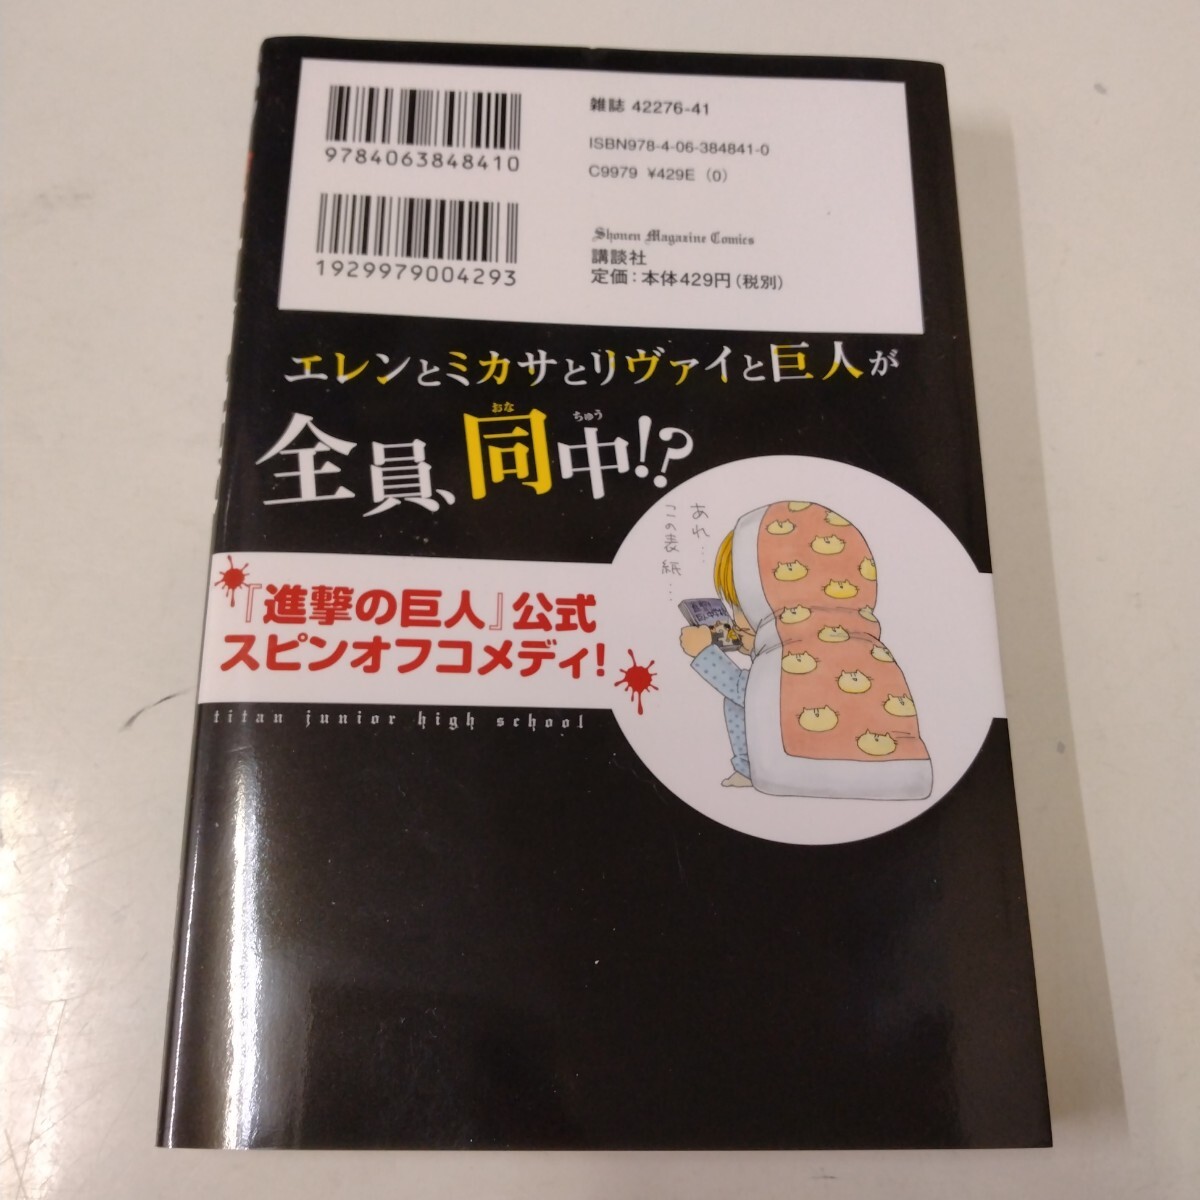 9784063848410
雑誌 42276-41
ISBN978-4-06-384841-0
C9979 ¥429E (0)
1929979004293
Shonen Magazine Comics
講談社
定価：本体429円（税別）
エレンとミカサとリヴァイと巨人が
全員、同中!?
おな
ちゅう
あれ…
この表紙…
『進撃の巨人』公式
スピンオフコメディ!
titan junior high school